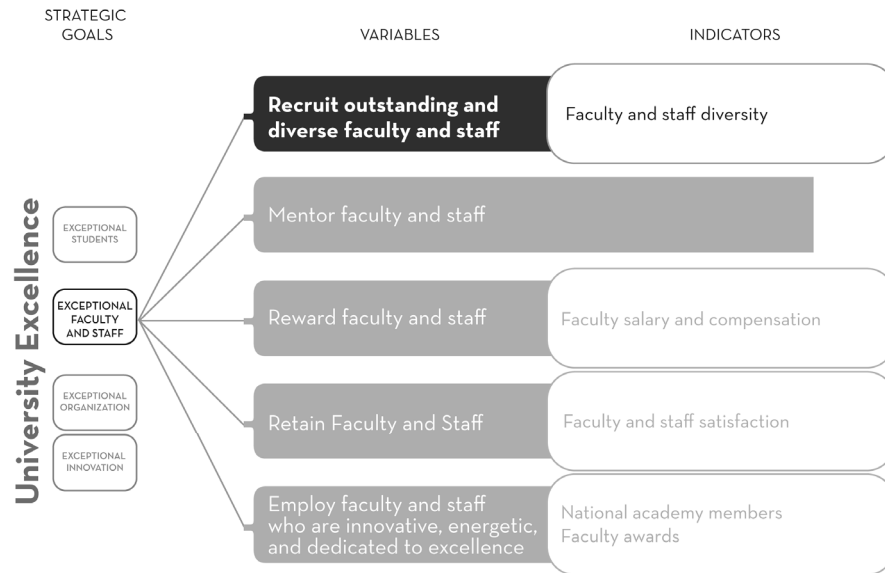 STRATEGIC
GOALS
VARIABLES
INDICATORS
University Excellence
EXCEPTIONAL
STUDENTS
EXCEPTIONAL
FACULTY
AND STAFF
EXCEPTIONAL
ORGANIZATION
EXCEPTIONAL
INNOVATION
Recruit outstanding and
diverse faculty and staff
Faculty and staff diversity
Mentor faculty and staff
Reward faculty and staff
Faculty salary and compensation
Retain Faculty and Staff
Faculty and staff satisfaction
Employ faculty and staff
who are innovative, energetic,
and dedicated to excellence
National academy members
Faculty awards